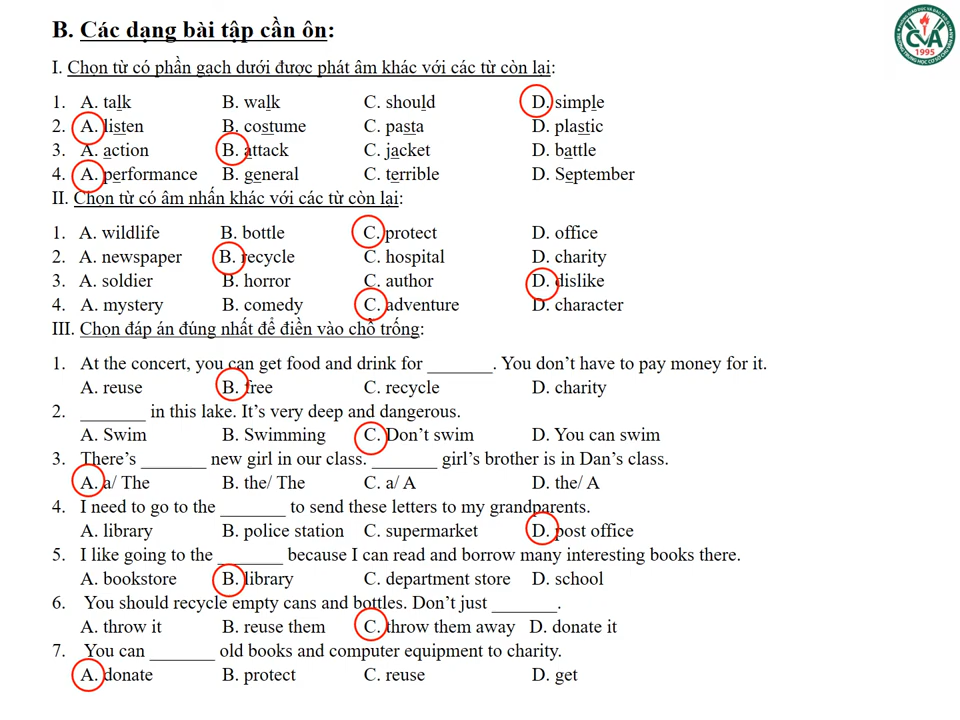 B. Các dạng bài tập cần ôn:
I. Chọn từ có phần gạch dưới được phát âm khác với các từ còn lại:
1. A. talk B. walk C. should D. simple
2. A. listen B. costume C. pasta D. plastic
3. A. action B. attack C. jacket D. battle
4. A. performance B. general C. terrible D. September
II. Chọn từ có âm nhấn khác với các từ còn lại:
1. A. wildlife B. bottle C. protect D. office
2. A. newspaper B. recycle C. hospital D. charity
3. A. soldier B. horror C. author D. dislike
4. A. mystery B. comedy C. adventure D. character
III. Chọn đáp án đúng nhất để điền vào chỗ trống:
1. At the concert, you can get food and drink for _______. You don’t have to pay money for it.
A. reuse B. free C. recycle D. charity
2. _______ in this lake. It’s very deep and dangerous.
A. Swim B. Swimming C. Don’t swim D. You can swim
3. There’s _______ new girl in our class. _______ girl’s brother is in Dan’s class.
A. a/ The B. the/ The C. a/ A D. the/ A
4. I need to go to the _______ to send these letters to my grandparents.
A. library B. police station C. supermarket D. post office
5. I like going to the _______ because I can read and borrow many interesting books there.
A. bookstore B. library C. department store D. school
6. You should recycle empty cans and bottles. Don’t just _______.
A. throw it B. reuse them C. throw them away D. donate it
7. You can _______ old books and computer equipment to charity.
A. donate B. protect C. reuse D. get
CVA
1995